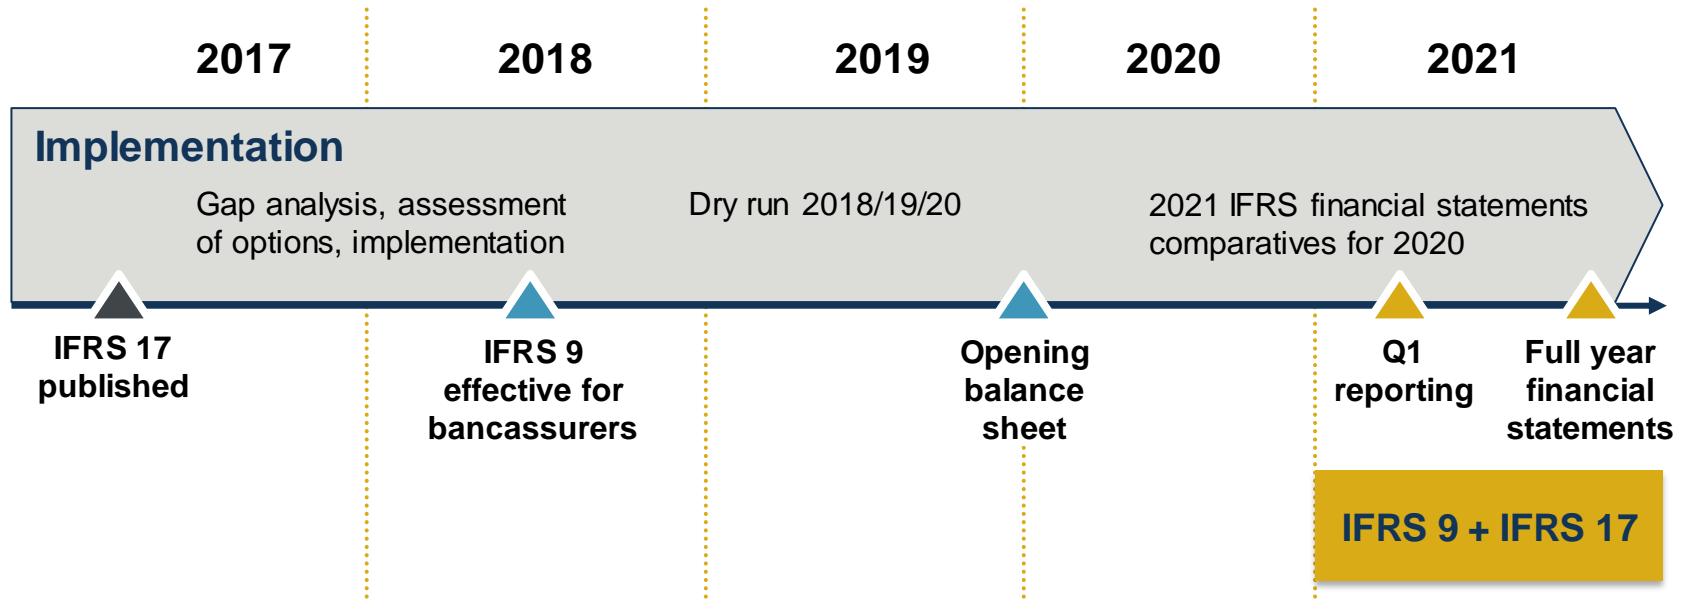 2017
2018
2019
2020
2021
Implementation
Gap analysis, assessment
of options, implementation
Dry run 2018/19/20
2021 IFRS financial statements
comparatives for 2020
IFRS 17
published
IFRS 9
effective for
bancassurers
Opening
balance
sheet
Q1
reporting
Full year
financial
statements
IFRS 9 + IFRS 17